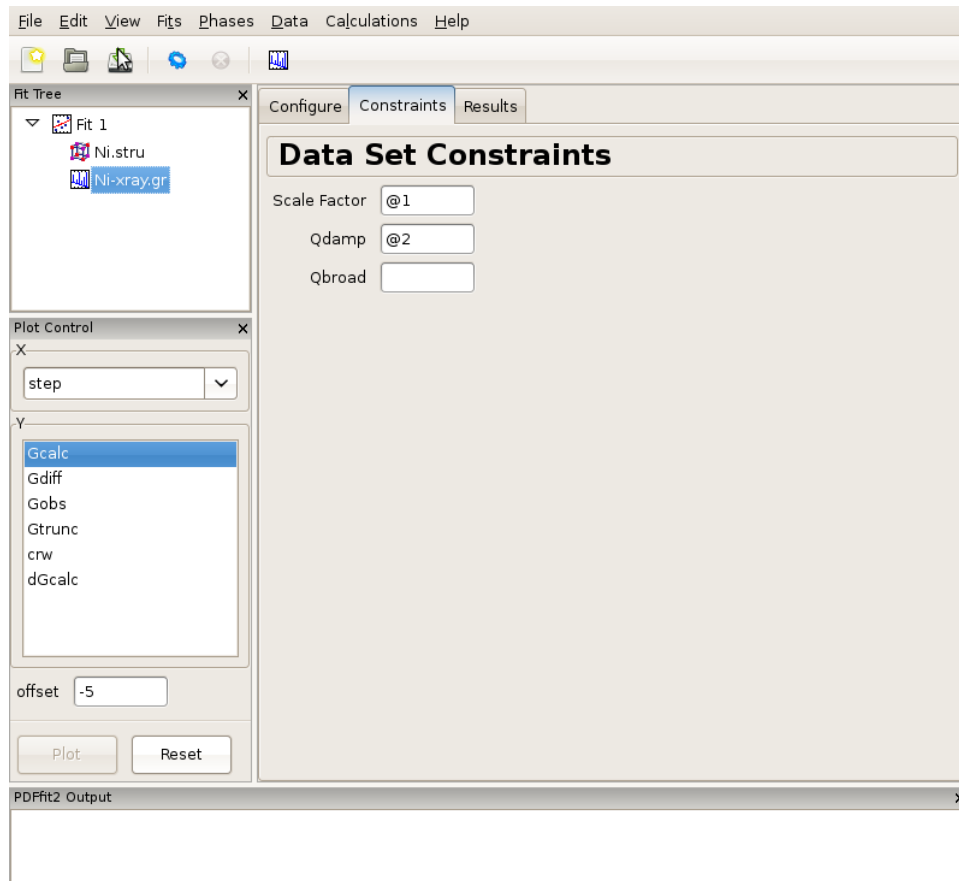 File Edit View Fits Phases Data Calculations Help
Fit Tree x
Fit 1
Ni.stru
Ni-xray.gr
Configure Constraints Results
Data Set Constraints
Scale Factor @1
Qdamp @2
Qbroad
Plot Control x
X
step
Y
Gcalc
Gdiff
Gobs
Gtrunc
crw
dGcalc
offset -5
Plot Reset
PDFfit2 Output x